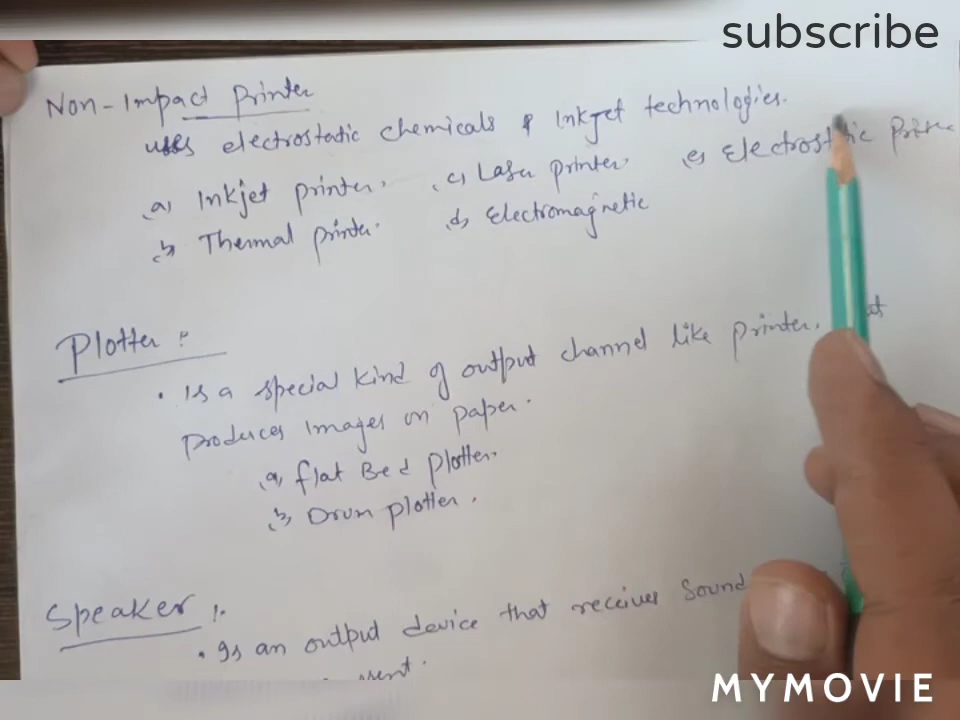 subscribe
Non-Impact Printer
uses electrostatic chemicals & Inkjet technologies.
(a) Inkjet printer. (c) Laser printer. (e) Electrostatic
(b) Thermal printer. (d) Electromagnetic
Plotter :
• Is a special kind of output channel like printer,
produces images on paper.
(a) flat Bed plotter.
(b) Drum plotter.
Speaker :-
• Is an output device that receives sound
MYMOVIE